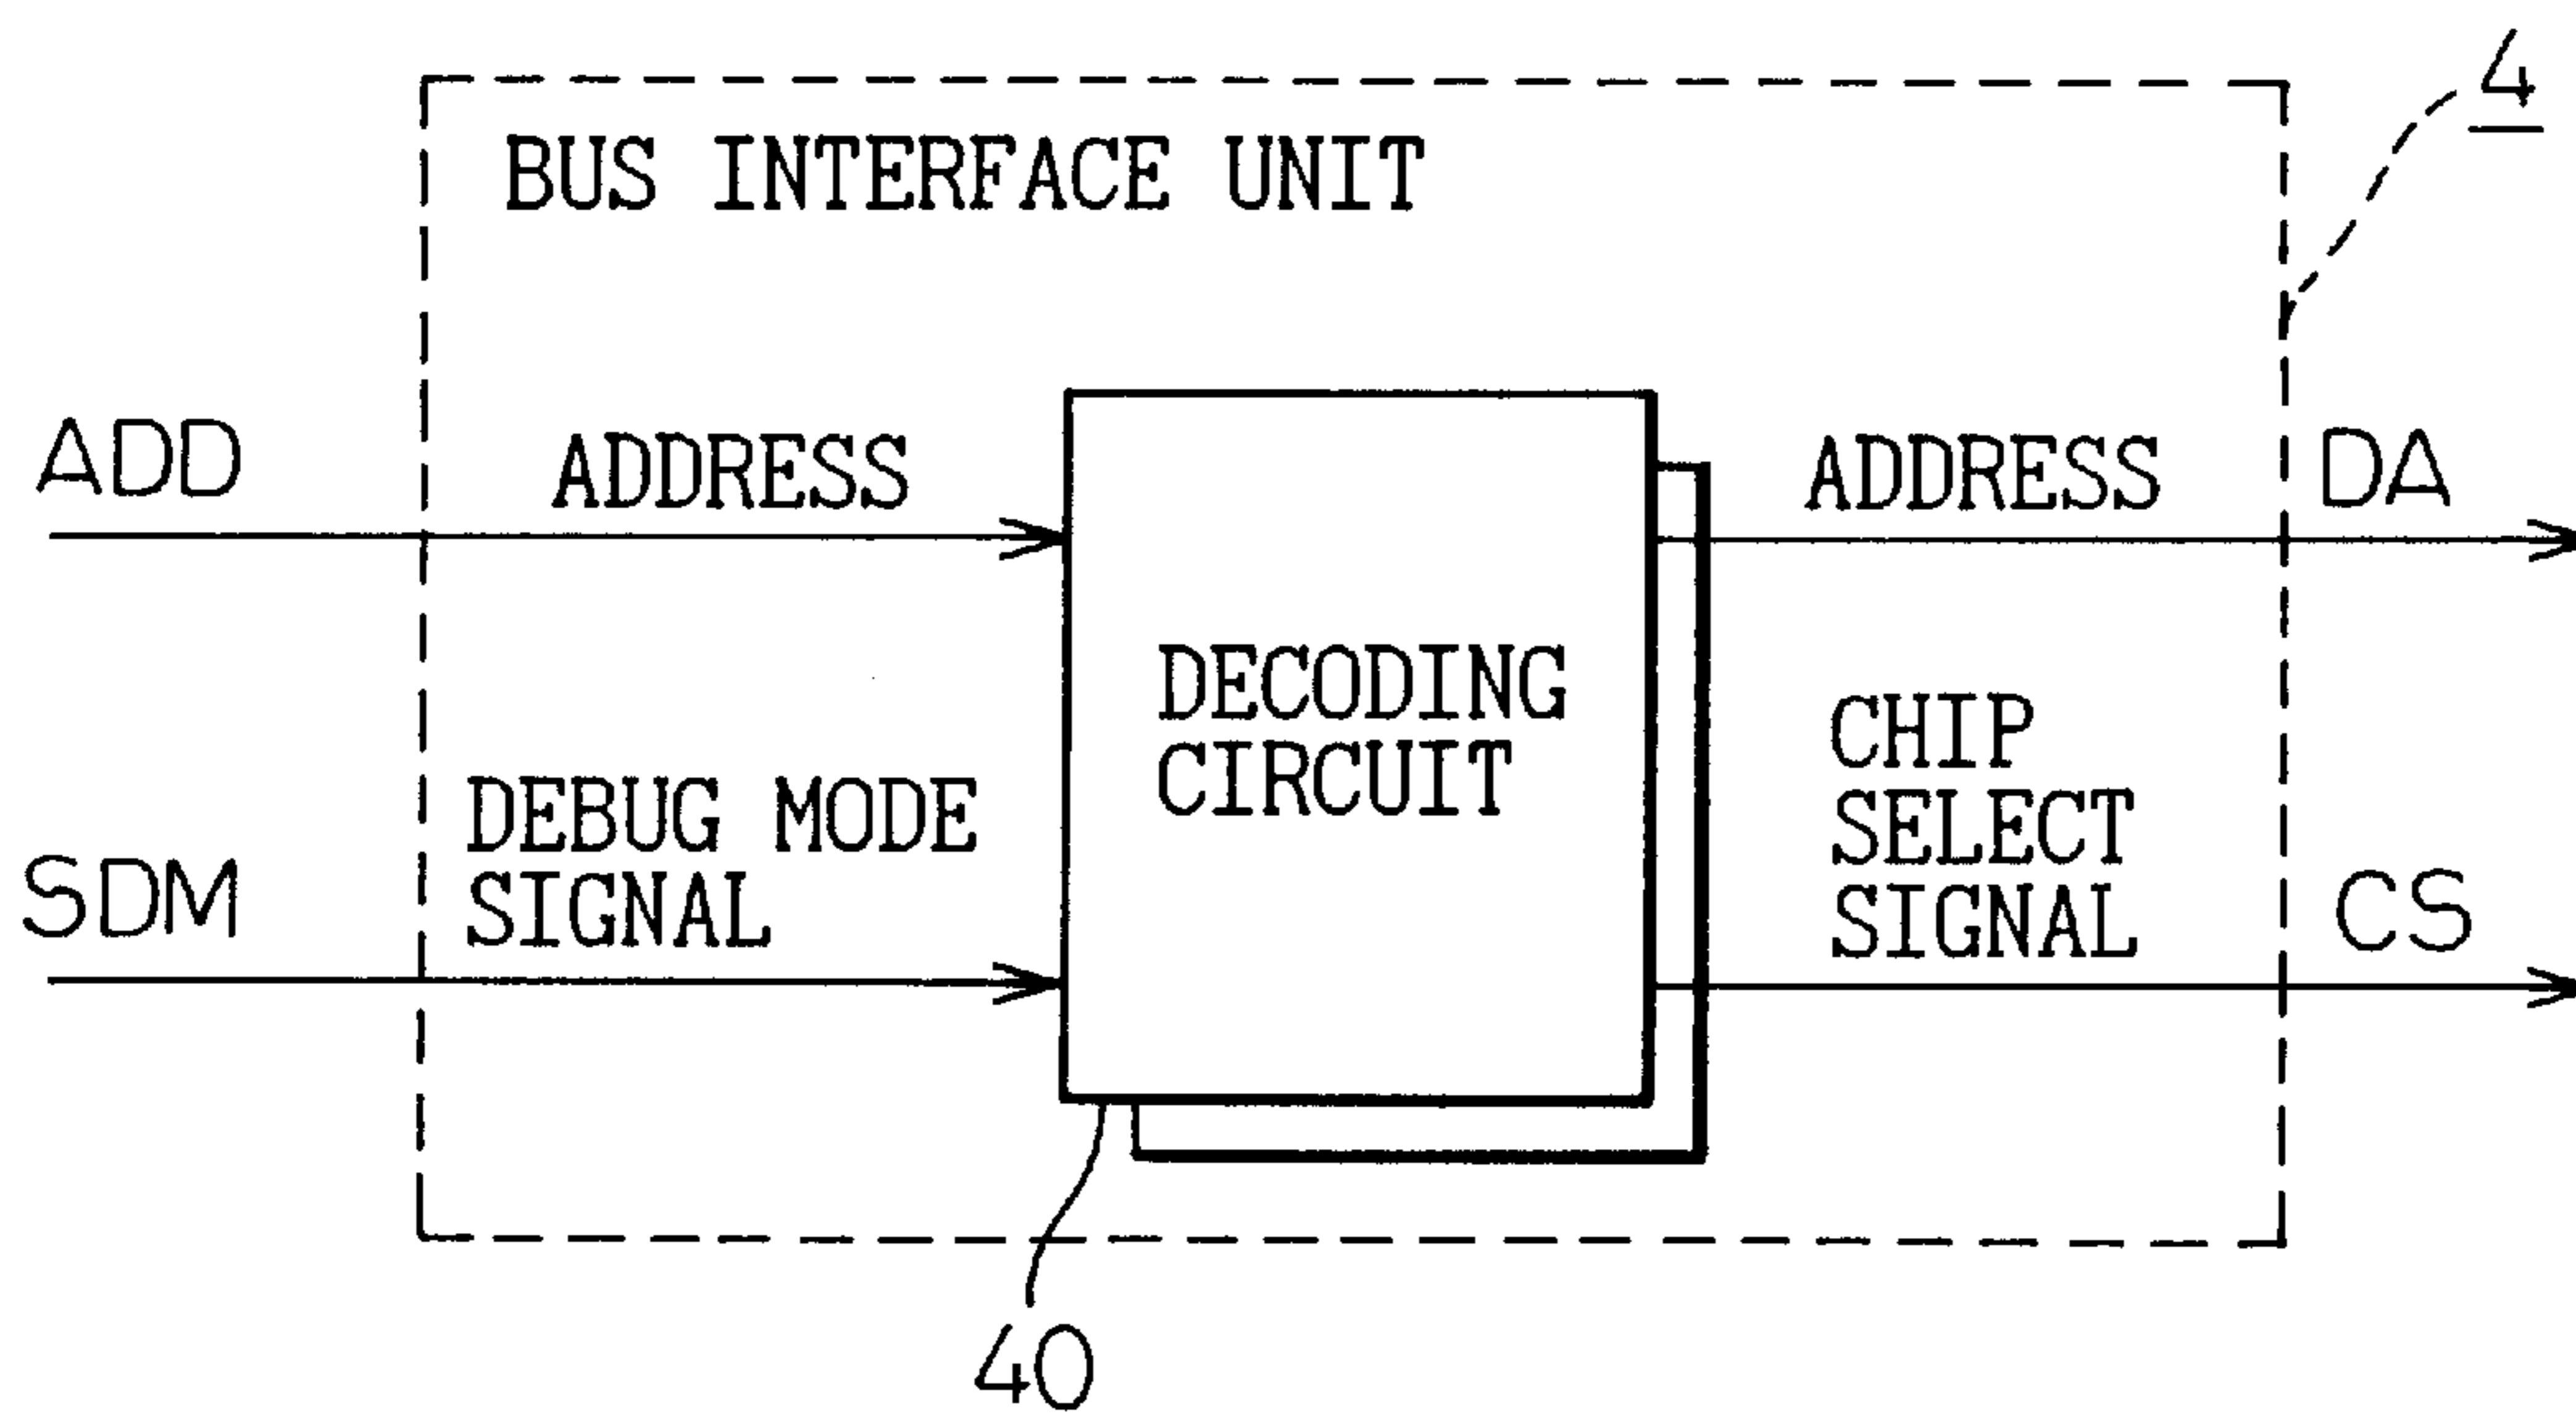 4
BUS INTERFACE UNIT
ADD
ADDRESS
ADDRESS
DA
DECODING
CIRCUIT
CHIP
SELECT
SIGNAL
DEBUG MODE
SIGNAL
SDM
CS
40